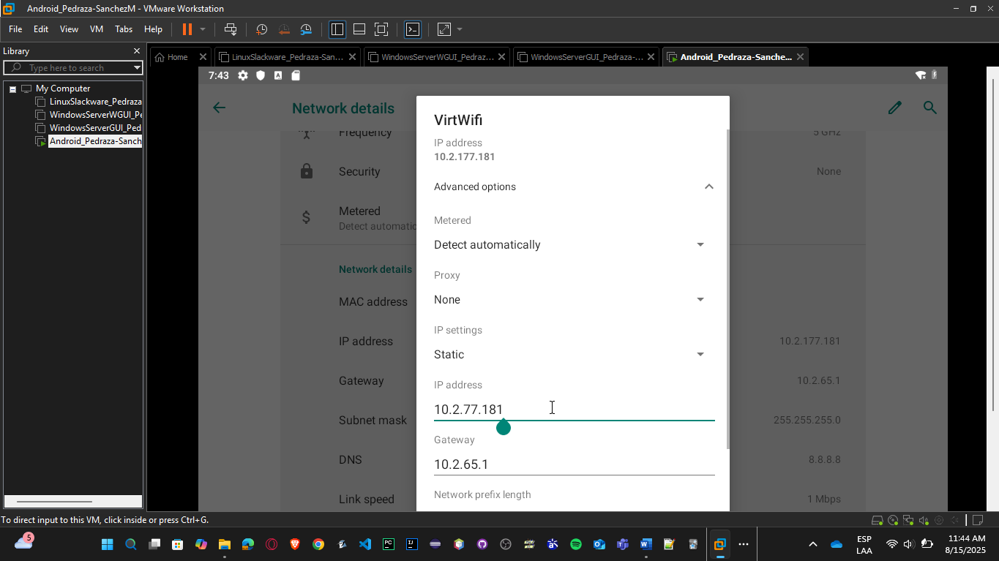 Android_Pedraza-SanchezM - VMware Workstation
File Edit View VM Tabs Help
Library
Type here to search
My Computer
LinuxSlackware_Pedraza
WindowsServerWGUI_Pe
WindowsServerGUI_Ped
Android_Pedraza-Sanch
Home
LinuxSlackware_Pedraza-San...
WindowsServerWGUI_Pedraz...
WindowsServerGUI_Pedraza-...
Android_Pedraza-Sanche...
7:43
Network details
Frequency
5 GHz
Security
None
Metered
Detect automatic
Network details
MAC address
IP address
10.2.177.181
Gateway
10.2.65.1
Subnet mask
255.255.255.0
DNS
8.8.8.8
Link speed
1 Mbps
VirtWifi
IP address
10.2.177.181
Advanced options
Metered
Detect automatically
Proxy
None
IP settings
Static
IP address
10.2.77.181
Gateway
10.2.65.1
Network prefix length
To direct input to this VM, click inside or press Ctrl+G.
5
ESP
LAA
11:44 AM
8/15/2025